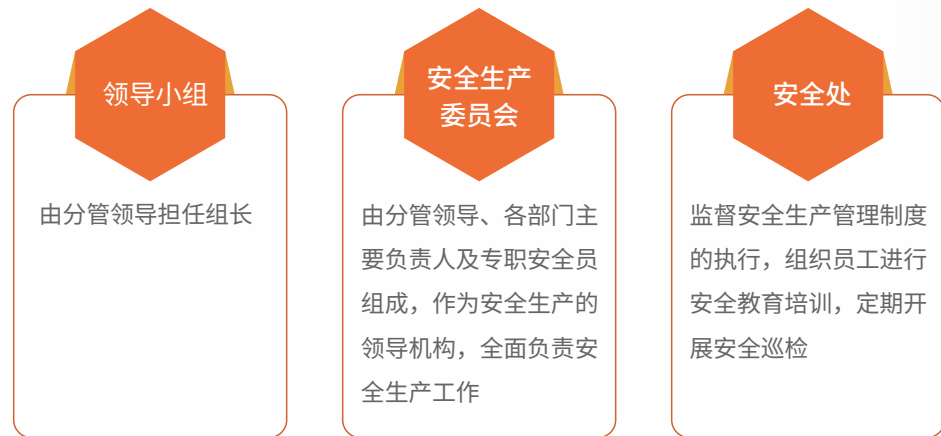 领导小组
由分管领导担任组长
安全生产
委员会
由分管领导、各部门主
要负责人及专职安全员
组成，作为安全生产的
领导机构，全面负责安
全生产工作
安全处
监督安全生产管理制度
的执行，组织员工进行
安全教育培训，定期开
展安全巡检